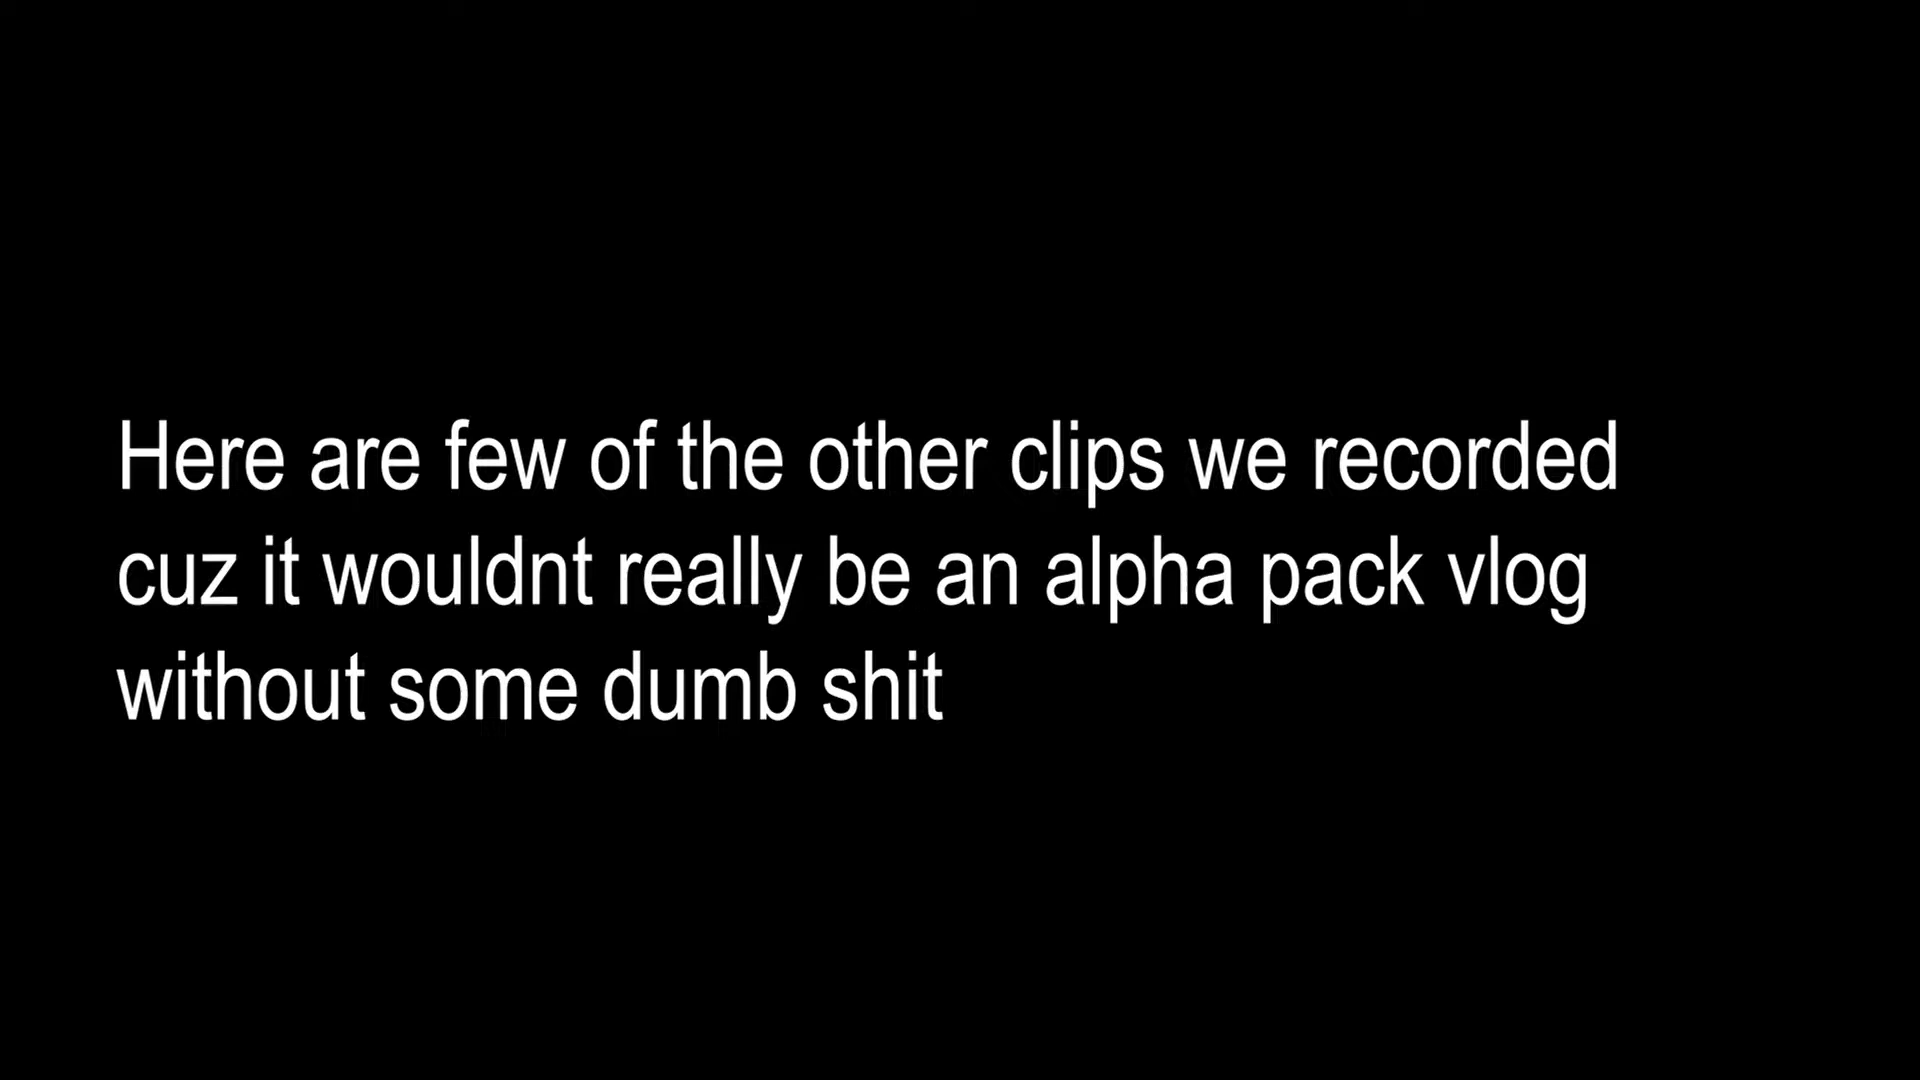 Here are few of the other clips we recorded
cuz it wouldnt really be an alpha pack vlog
without some dumb shit